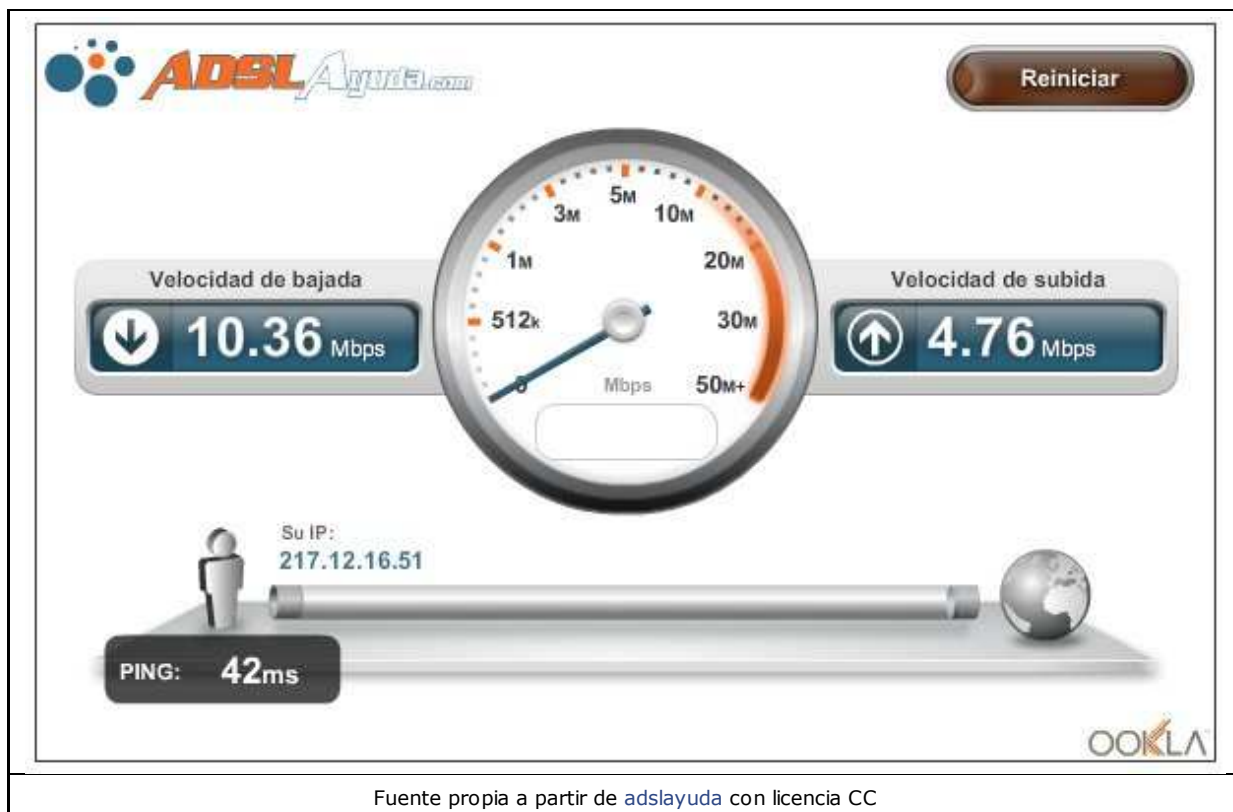 ADSLAyuda.com
Reiniciar
Velocidad de bajada
10.36 Mbps
Velocidad de subida
4.76 Mbps
0
512k
1M
3M
5M
10M
20M
30M
50M+
Mbps
Su IP:
217.12.16.51
PING: 42ms
OOKLA
Fuente propia a partir de adslayuda con licencia CC